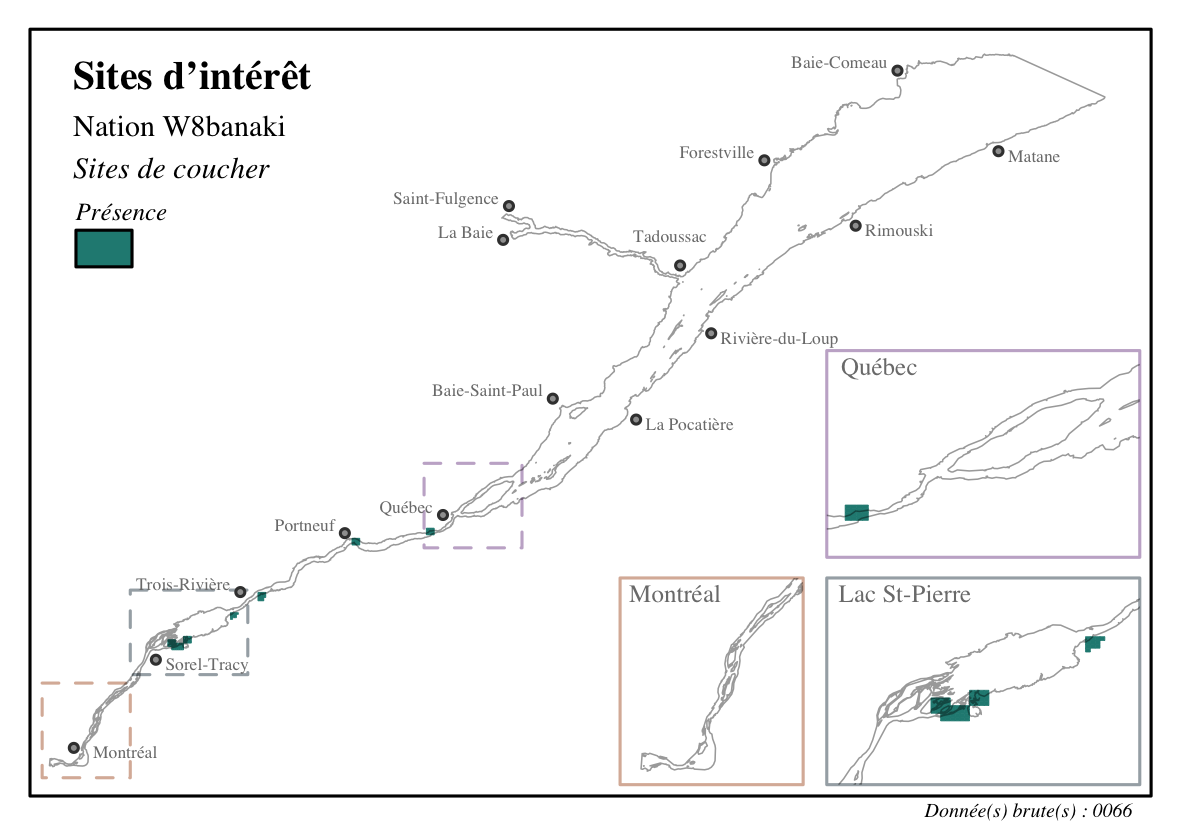 Sites d’intérêt
Nation W8banaki
Sites de coucher
Présence
Baie-Comeau
Matane
Forestville
Saint-Fulgence
La Baie
Tadoussac
Rimouski
Rivière-du-Loup
Baie-Saint-Paul
La Pocatière
Québec
Portneuf
Trois-Rivière
Sorel-Tracy
Montréal
Québec
Montréal
Lac St-Pierre
Donnée(s) brute(s) : 0066